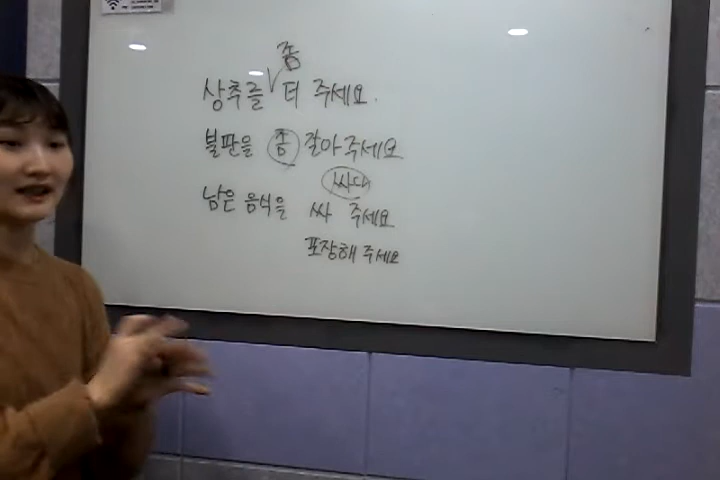 좀
상추를 ∨ 더 주세요.
불판을 좀 갈아 주세요
싸다
남은 음식을 싸 주세요
포장해 주세요